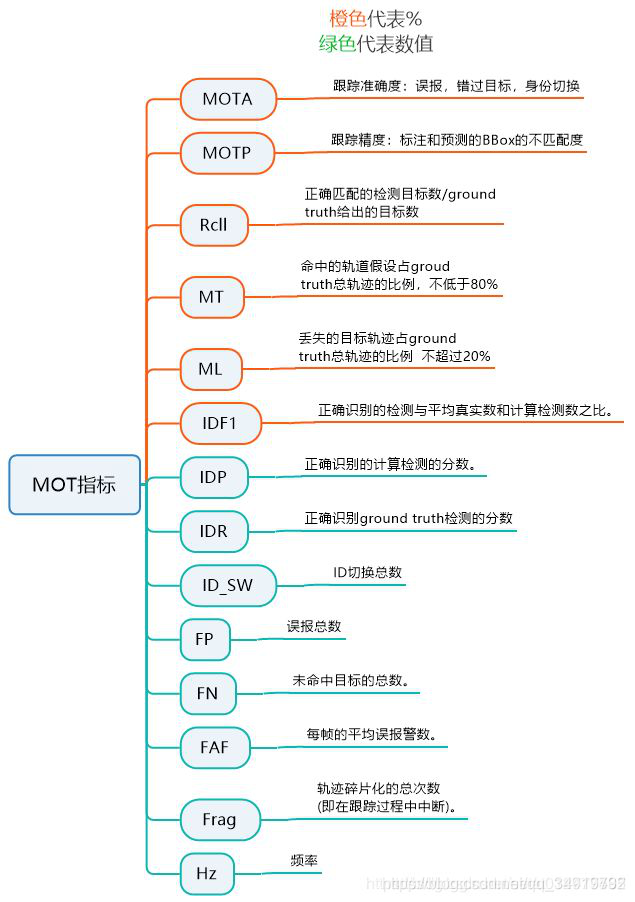 橙色代表%
绿色代表数值
MOT指标
MOTA
跟踪准确度：误报，错过目标，身份切换
MOTP
跟踪精度：标注和预测的BBox的不匹配度
Rcll
正确匹配的检测目标数/ground
truth给出的目标数
MT
命中的轨道假设占groud
truth总轨迹的比例，不低于80%
ML
丢失的目标轨迹占ground
truth总轨迹的比例 不超过20%
IDF1
正确识别的检测与平均真实数和计算检测数之比。
IDP
正确识别的计算检测的分数。
IDR
正确识别ground truth检测的分数
ID_SW
ID切换总数
FP
误报总数
FN
未命中目标的总数。
FAF
每帧的平均误报警数。
Frag
轨迹碎片化的总次数
(即在跟踪过程中中断)。
Hz
频率